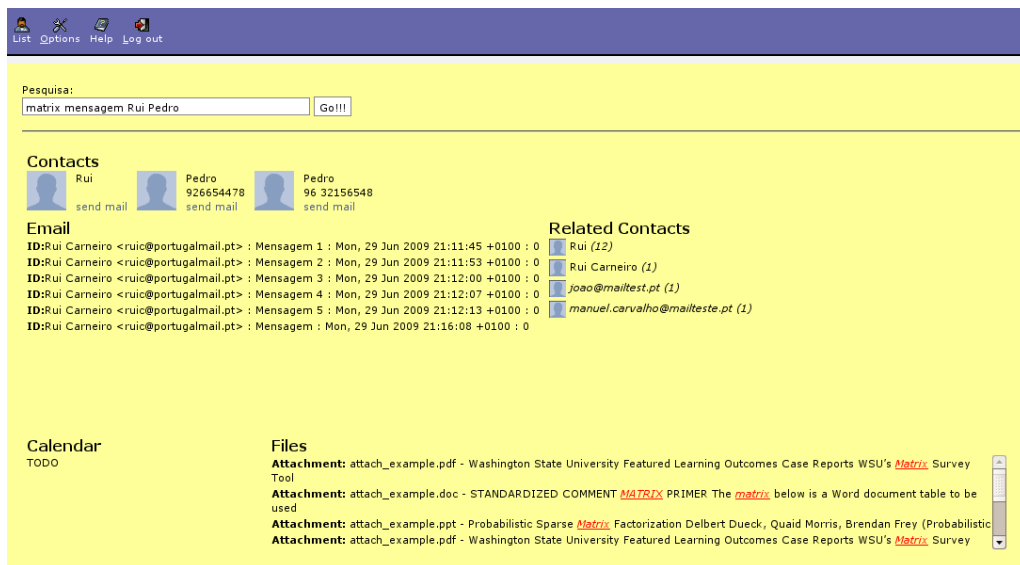 List Options Help Log out
Pesquisa:
matrix mensagem Rui Pedro Go!!!
Contacts
Rui
send mail
Pedro
926654478
send mail
Pedro
96 32156548
send mail
Email
ID:Rui Carneiro <ruic@portugalmail.pt> : Mensagem 1 : Mon, 29 Jun 2009 21:11:45 +0100 : 0
ID:Rui Carneiro <ruic@portugalmail.pt> : Mensagem 2 : Mon, 29 Jun 2009 21:11:53 +0100 : 0
ID:Rui Carneiro <ruic@portugalmail.pt> : Mensagem 3 : Mon, 29 Jun 2009 21:12:00 +0100 : 0
ID:Rui Carneiro <ruic@portugalmail.pt> : Mensagem 4 : Mon, 29 Jun 2009 21:12:07 +0100 : 0
ID:Rui Carneiro <ruic@portugalmail.pt> : Mensagem 5 : Mon, 29 Jun 2009 21:12:13 +0100 : 0
ID:Rui Carneiro <ruic@portugalmail.pt> : Mensagem : Mon, 29 Jun 2009 21:16:08 +0100 : 0
Related Contacts
Rui (12)
Rui Carneiro (1)
joao@mailtest.pt (1)
manuel.carvalho@mailteste.pt (1)
Calendar
TODO
Files
Attachment: attach_example.pdf - Washington State University Featured Learning Outcomes Case Reports WSU's Matrix Survey
Tool
Attachment: attach_example.doc - STANDARDIZED COMMENT MATRIX PRIMER The matrix below is a Word document table to be
used
Attachment: attach_example.ppt - Probabilistic Sparse Matrix Factorization Delbert Dueck, Quaid Morris, Brendan Frey (Probabilistic
Attachment: attach_example.pdf - Washington State University Featured Learning Outcomes Case Reports WSU's Matrix Survey